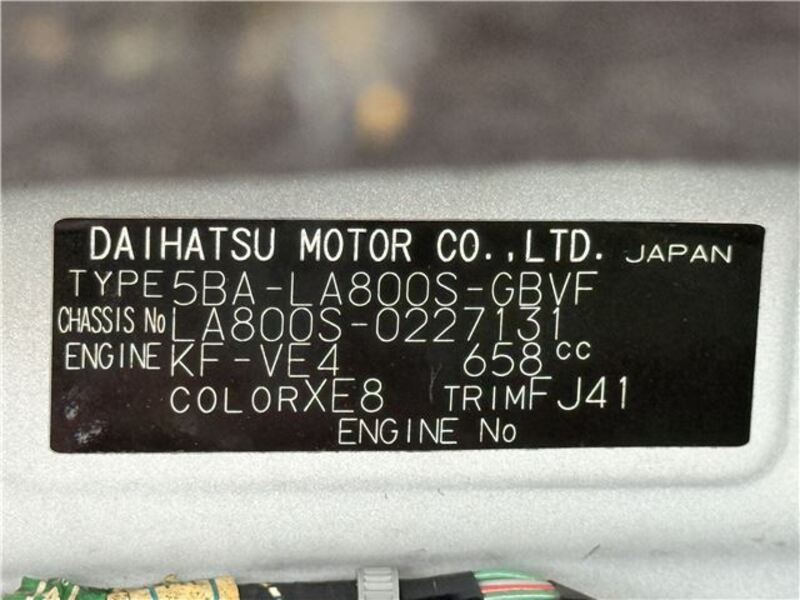 DAIHATSU MOTOR CO.,LTD. JAPAN
TYPE 5BA-LA800S-GBVF
CHASSIS No LA800S-0227131
ENGINE KF-VE4 658cc
COLOR XE8 TRIM FJ41
ENGINE No